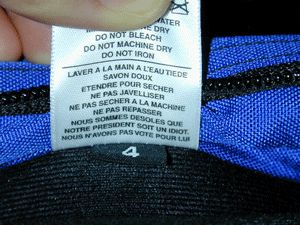 WATER
DO NOT BLEACH
DO NOT MACHINE DRY
DO NOT IRON
LAVER A LA MAIN A L'EAUTIEDE
SAVON DOUX
ETENDRE POUR SECHER
NE PAS JAVELLISER
NE PAS SECHER A LA MACHINE
NE PAS REPASSER
NOUS SOMMES DESOLES QUE
NOTRE PRESIDENT SOIT UN IDIOT.
NOUS N'AVONS PAS VOTE POUR LUI
4